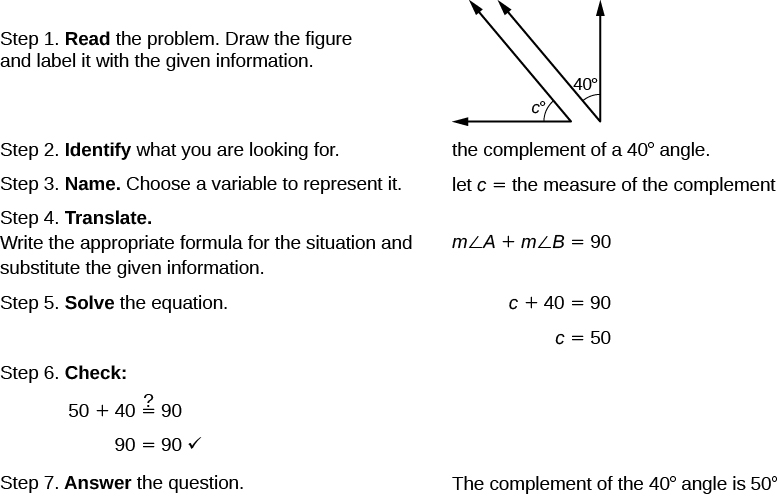 Step 1. Read the problem. Draw the figure
and label it with the given information.
40°
c°
Step 2. Identify what you are looking for.
the complement of a 40° angle.
Step 3. Name. Choose a variable to represent it.
let c = the measure of the complement
Step 4. Translate.
Write the appropriate formula for the situation and
substitute the given information.
m∠A + m∠B = 90
Step 5. Solve the equation.
c + 40 = 90
c = 50
Step 6. Check:
50 + 40 ≟ 90
90 = 90 ✓
Step 7. Answer the question.
The complement of the 40° angle is 50°